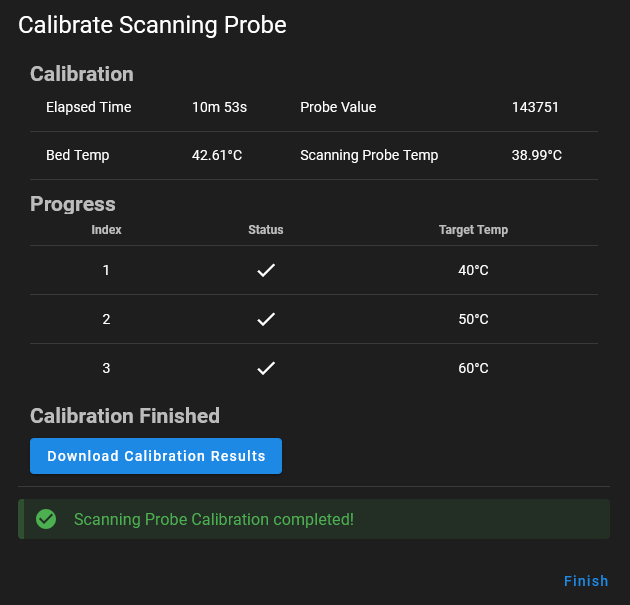 Calibrate Scanning Probe
Calibration
Elapsed Time 10m 53s Probe Value 143751
Bed Temp 42.61°C Scanning Probe Temp 38.99°C
Progress
Index Status Target Temp
1 40°C
2 50°C
3 60°C
Calibration Finished
Download Calibration Results
Scanning Probe Calibration completed!
Finish